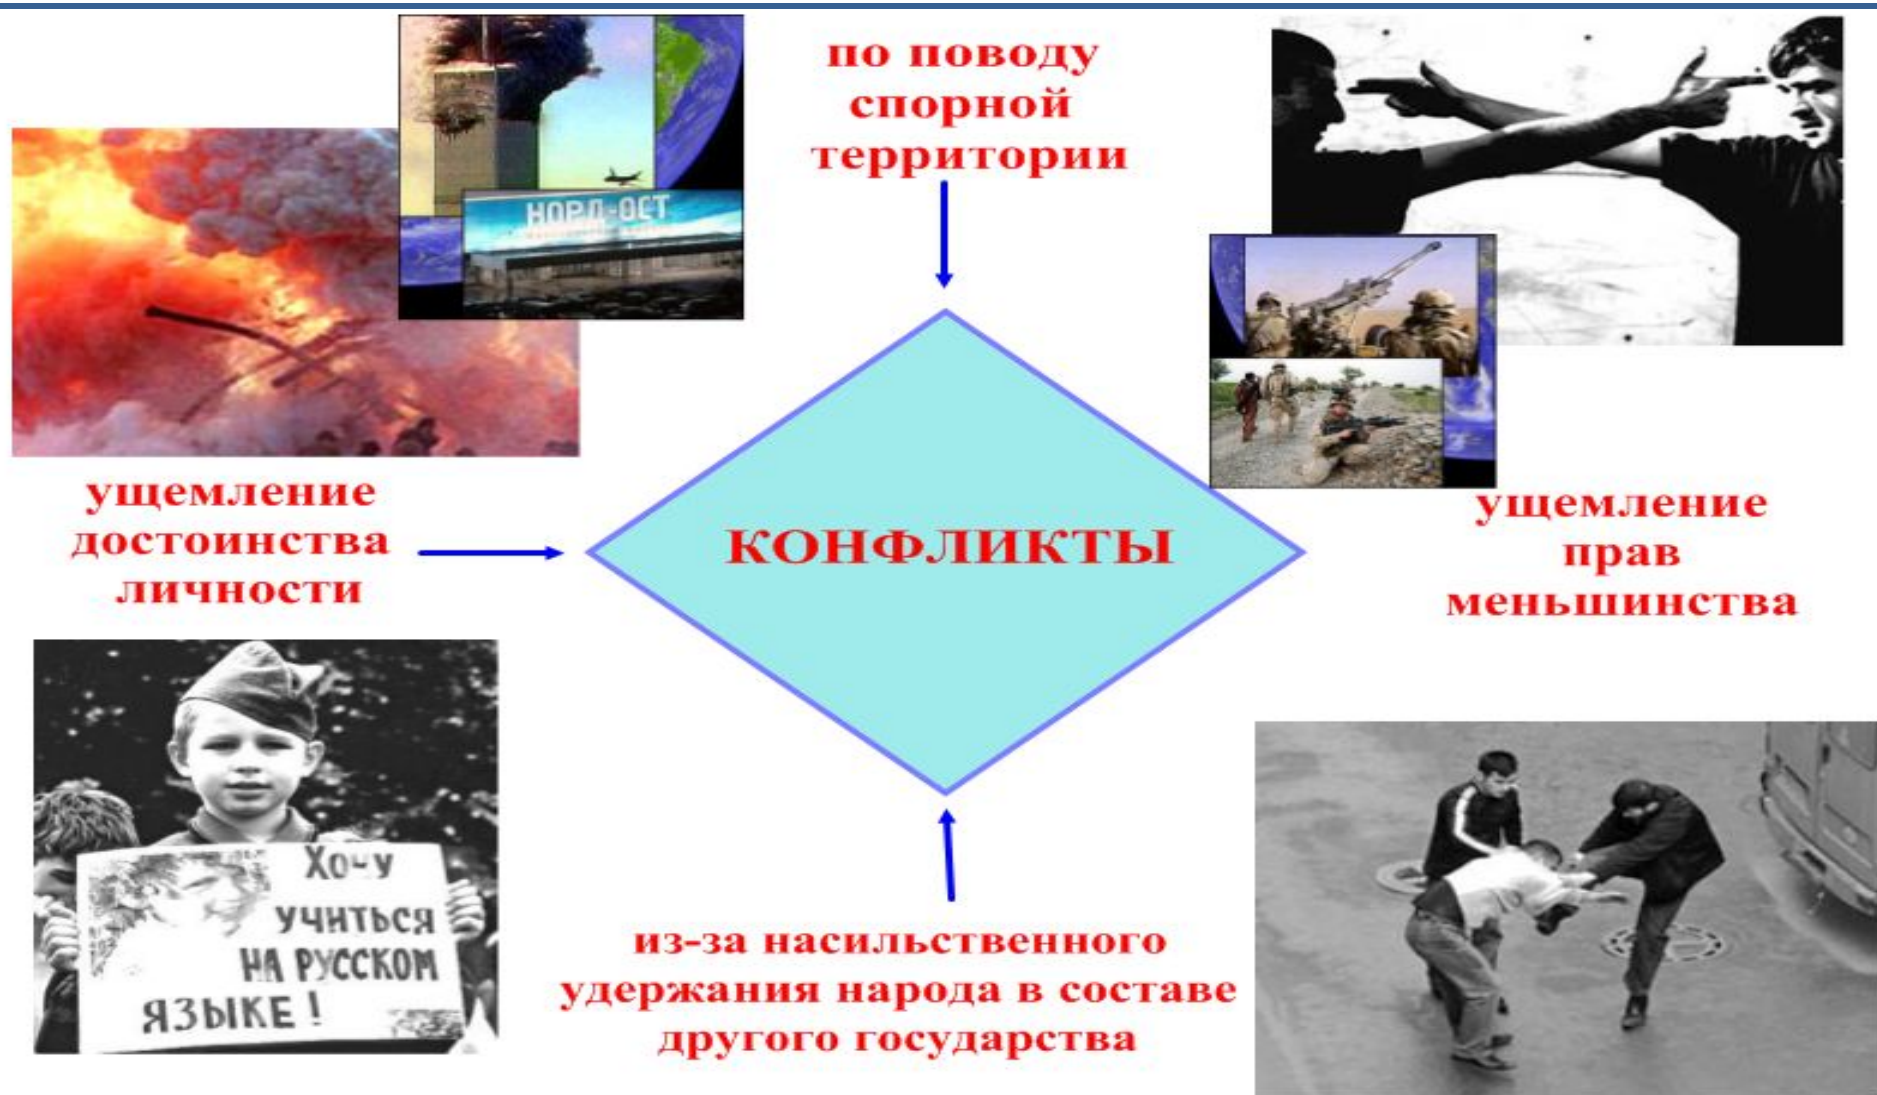 по поводу
спорной
территории
НОРД-ОСТ
ущемление
достоинства
личности
КОНФЛИКТЫ
ущемление
прав
меньшинства
Хочу
учиться
на русском
языке!
из-за насильственного
удержания народа в составе
другого государства